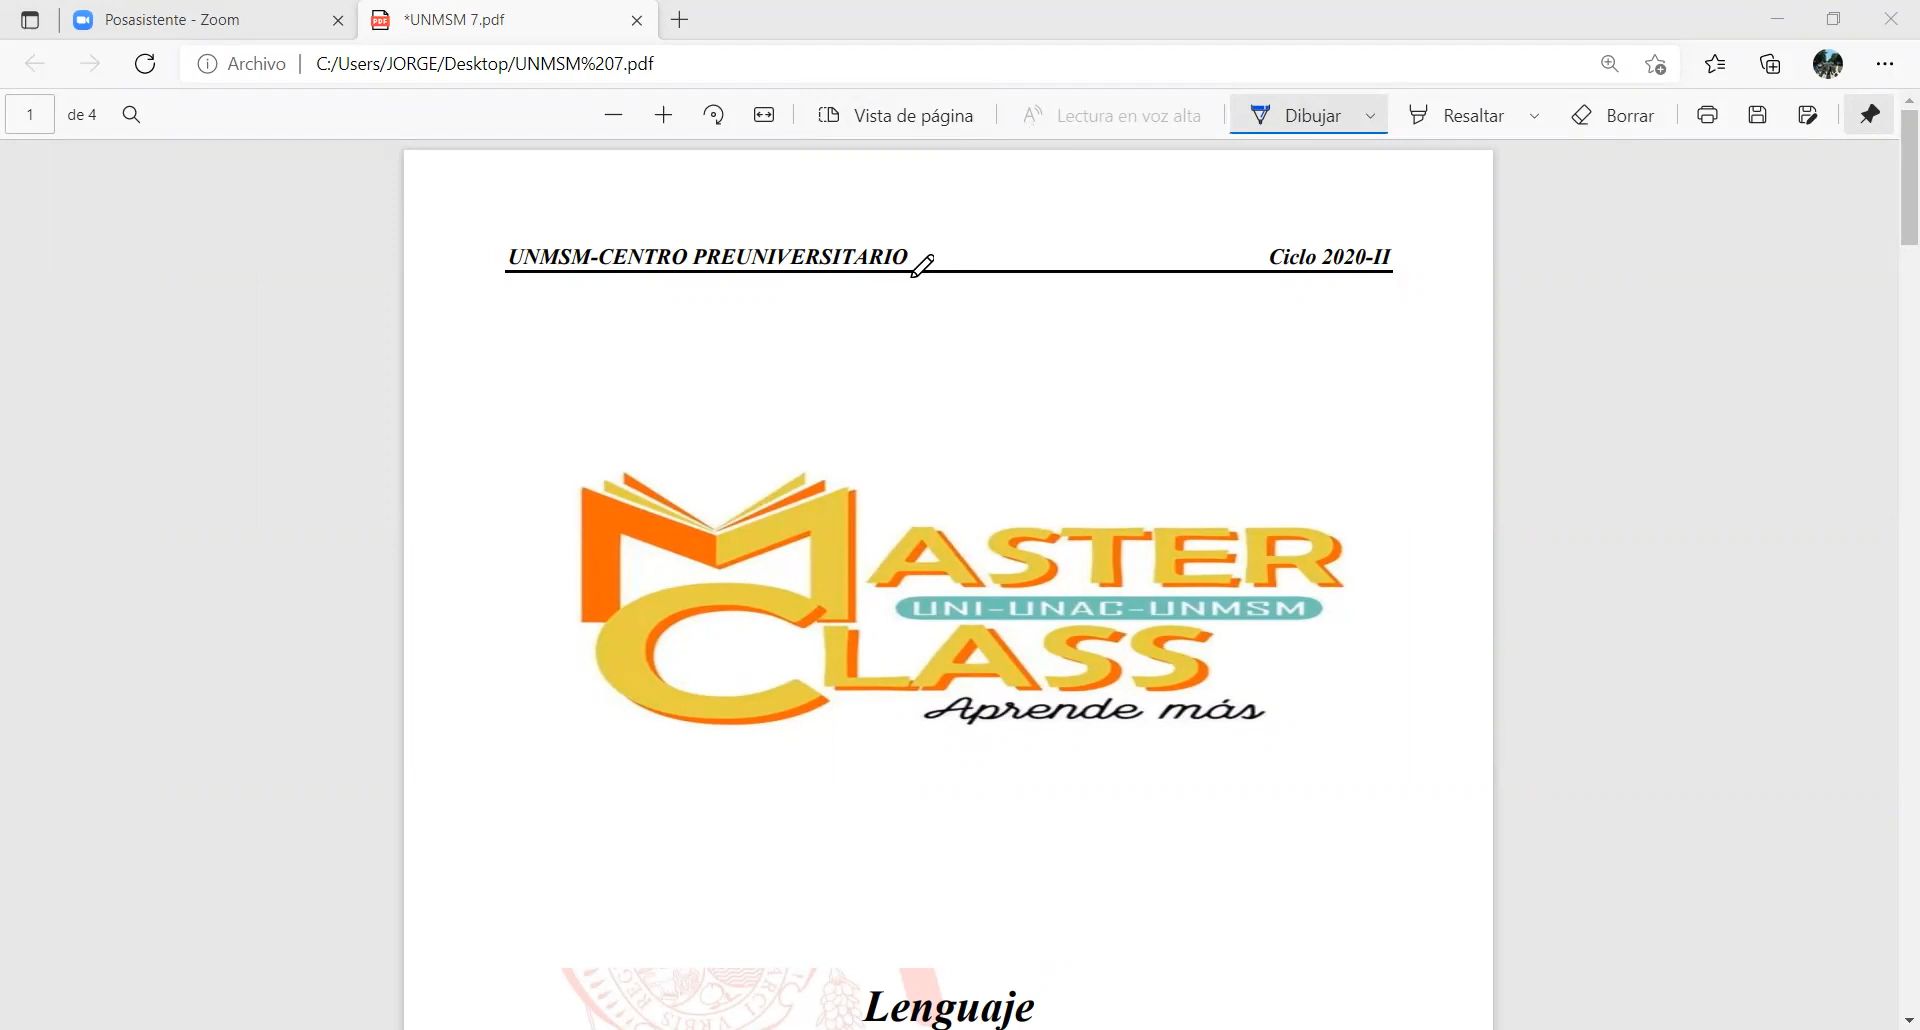 Posasistente - Zoom
*UNMSM 7.pdf
Archivo
C:/Users/JORGE/Desktop/UNMSM%207.pdf
1 de 4
Vista de página
Lectura en voz alta
Dibujar
Resaltar
Borrar
UNMSM-CENTRO PREUNIVERSITARIO Ciclo 2020-II
MASTER
UNI-UNAC-UNMSM
CLASS
Aprende más
Lenguaje